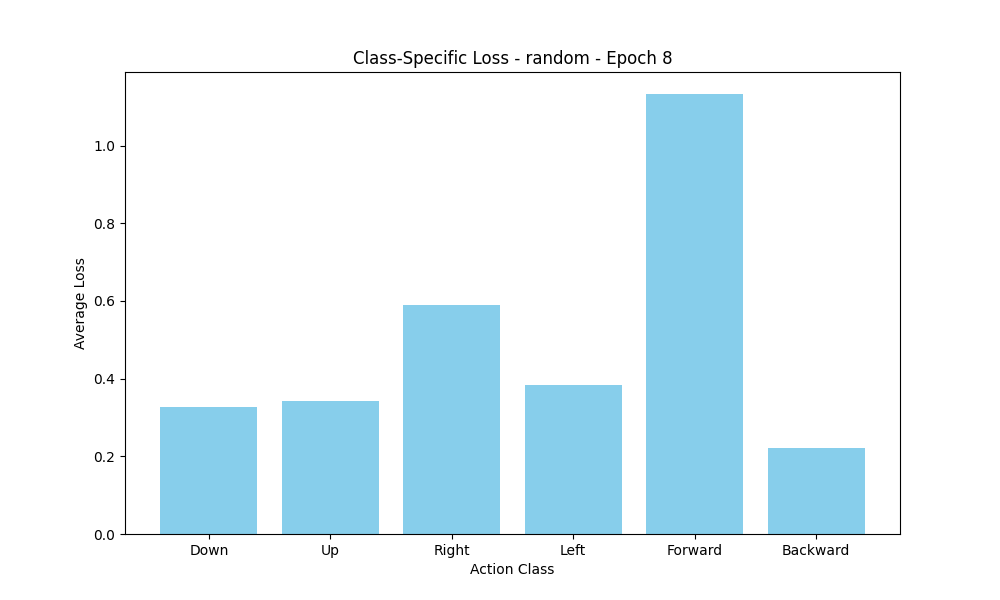 Class-Specific Loss - random - Epoch 8
1.0
0.8
0.6
0.4
0.2
0.0
Average Loss
Down Up Right Left Forward Backward
Action Class